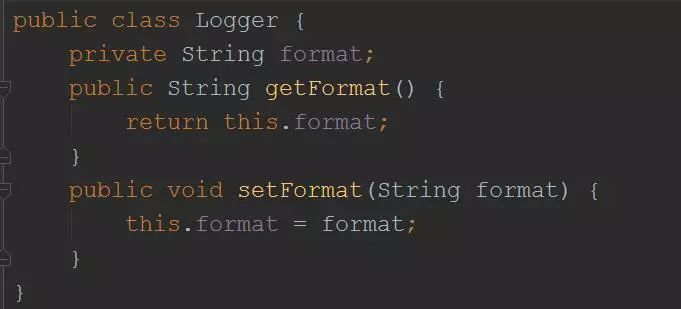 public class Logger {
    private String format;
    public String getFormat() {
        return this.format;
    }
    public void setFormat(String format) {
        this.format = format;
    }
}